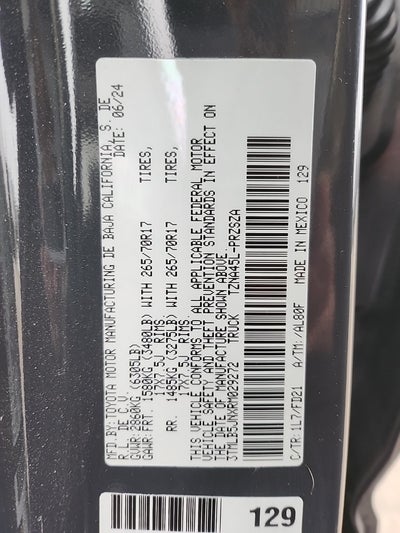 MFD. BY: TOYOTA MOTOR MANUFACTURING DE BAJA CALIFORNIA, S. DE
R. L. DE C. V. DATE: 06/24
GVWR: 2860KG (6305LB)
GAWR: FRT. 1580KG (3480LB) WITH 265/70R17 TIRES,
17X7.5J RIMS
RR. 1485KG (3275LB) WITH 265/70R17 TIRES,
17X7.5J RIMS
THIS VEHICLE CONFORMS TO ALL APPLICABLE FEDERAL MOTOR
VEHICLE SAFETY AND THEFT PREVENTION STANDARDS IN EFFECT ON
THE DATE OF MANUFACTURE SHOWN ABOVE.
3TMLB5JNXRM029272 TRUCK TZNA45L-PRZSZA
C/TR: 1L7/FD21 A/TM: /AL80F MADE IN MEXICO 129
129